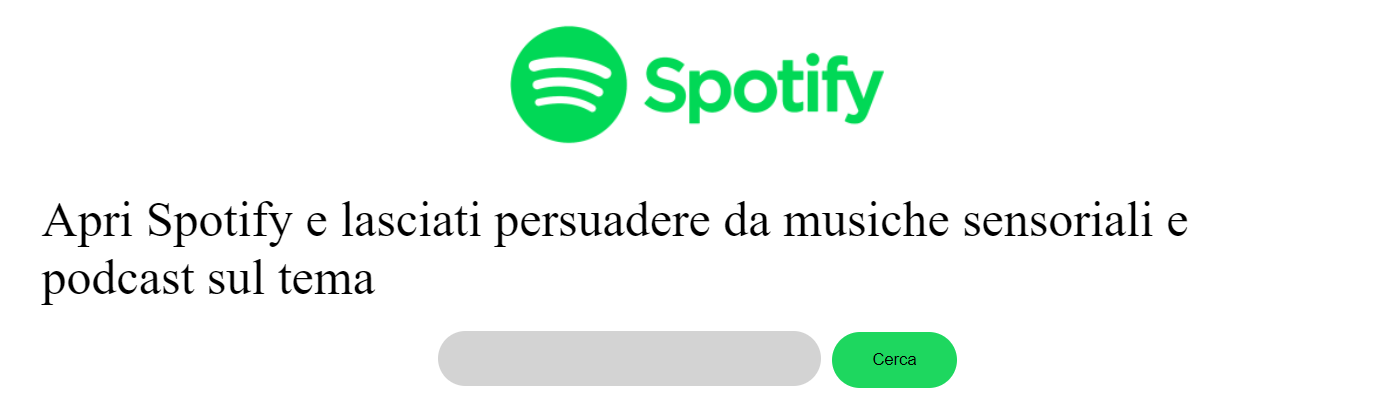 Spotify
Apri Spotify e lasciati persuadere da musiche sensoriali e
podcast sul tema
Cerca